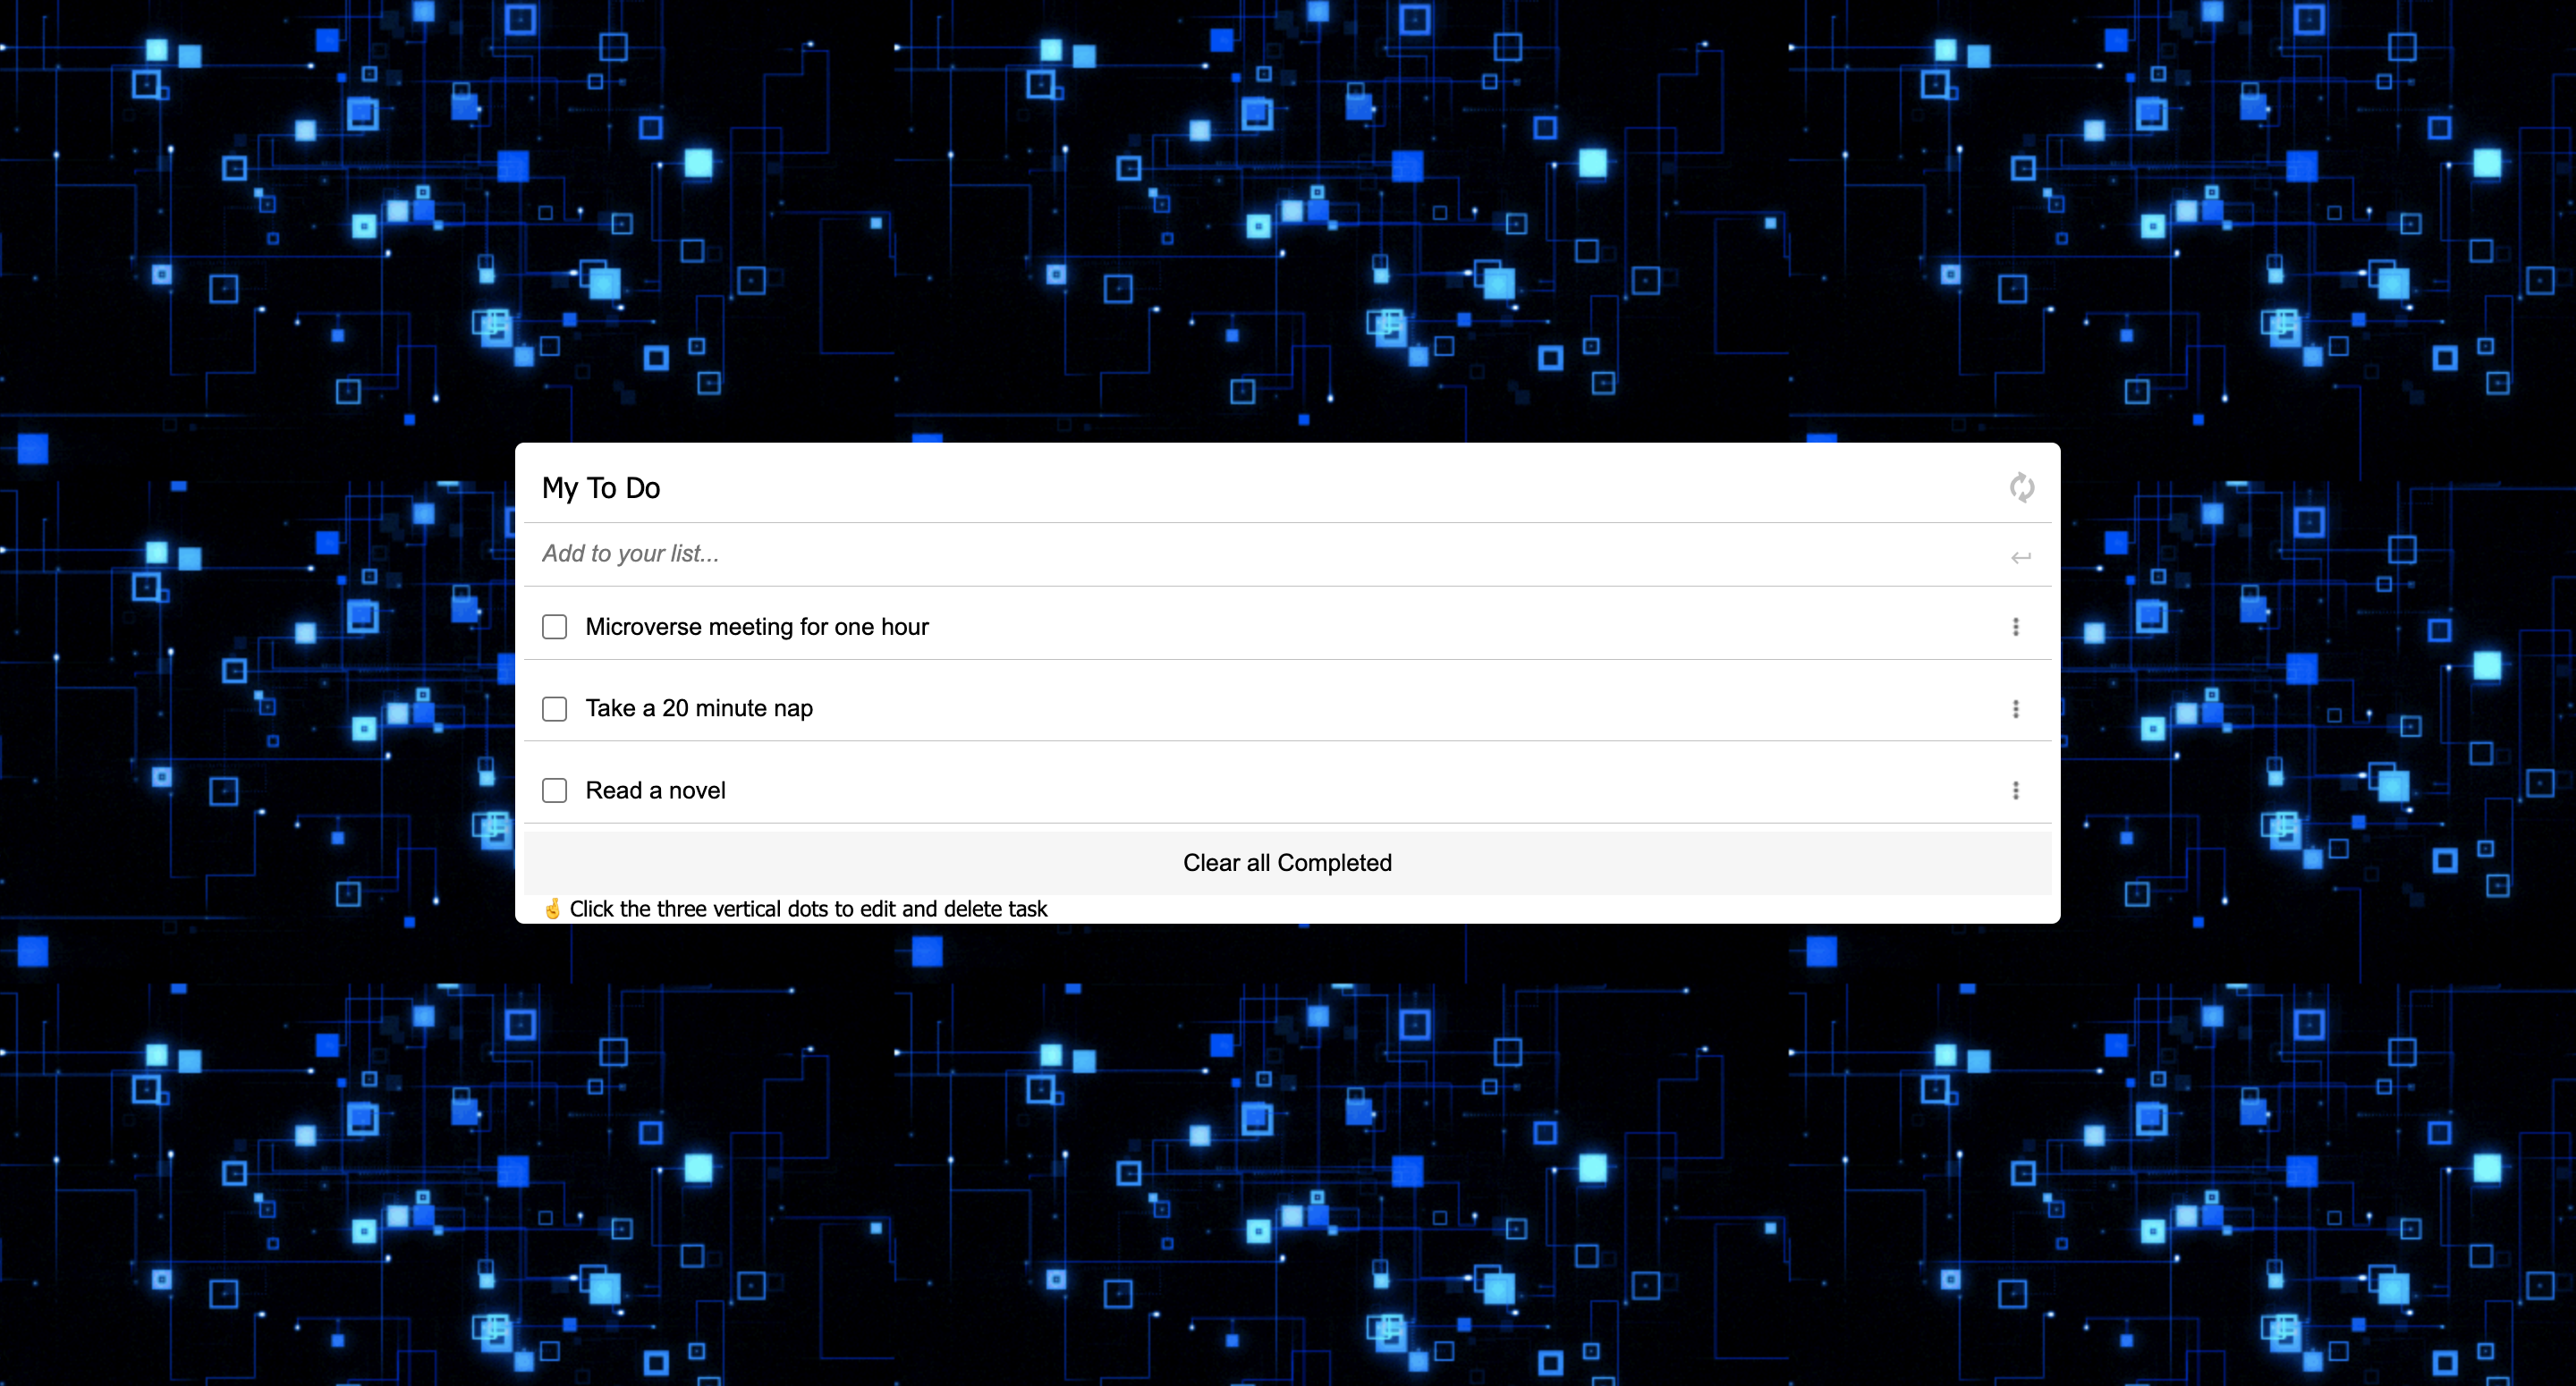 My To Do
Add to your list...
Microverse meeting for one hour
Take a 20 minute nap
Read a novel
Clear all Completed
🤞 Click the three vertical dots to edit and delete task